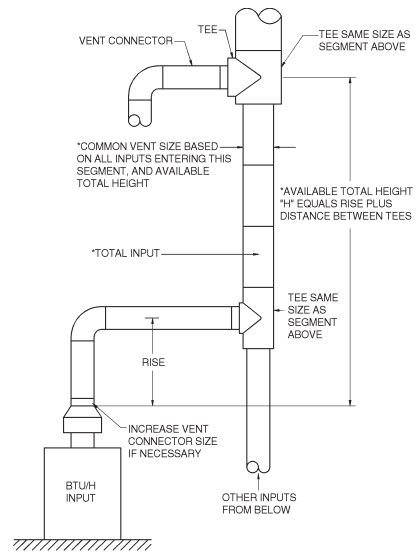 TEE
VENT CONNECTOR
TEE SAME SIZE AS
SEGMENT ABOVE
*COMMON VENT SIZE BASED
ON ALL INPUTS ENTERING THIS
SEGMENT, AND AVAILABLE
TOTAL HEIGHT
*AVAILABLE TOTAL HEIGHT
"H" EQUALS RISE PLUS
DISTANCE BETWEEN TEES
*TOTAL INPUT
TEE SAME
SIZE AS
SEGMENT
ABOVE
RISE
INCREASE VENT
CONNECTOR SIZE
IF NECESSARY
BTU/H
INPUT
OTHER INPUTS
FROM BELOW